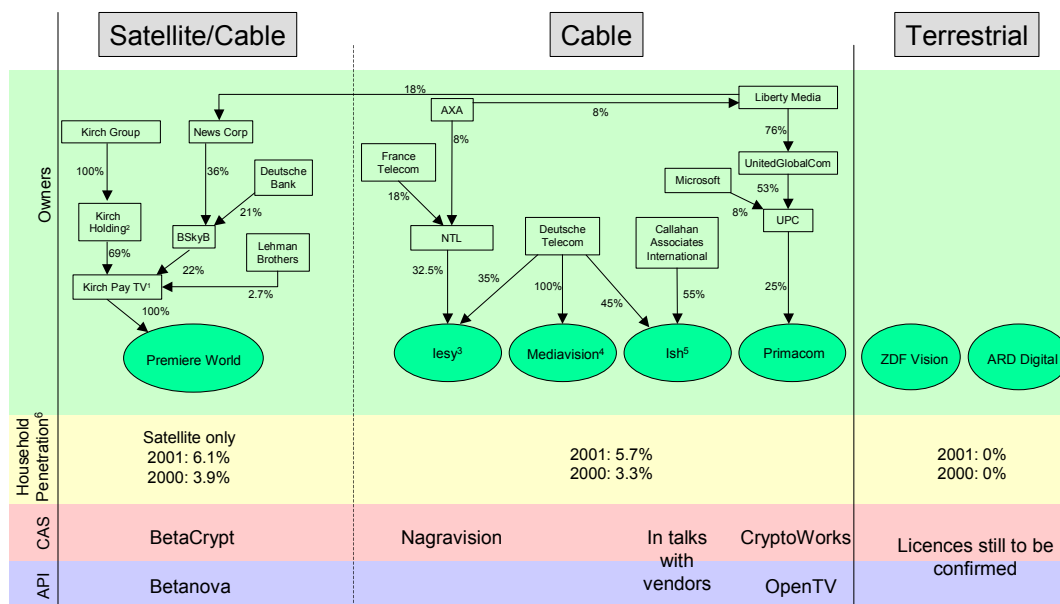 Satellite/Cable
Cable
Terrestrial
Owners
18%
Liberty Media
AXA
8%
Kirch Group
News Corp
8%
76%
France
Telecom
UnitedGlobalCom
100%
36%
Deutsche
Bank
Microsoft
53%
18%
21%
8%
UPC
Kirch
Holding²
BSkyB
NTL
Deutsche
Telecom
Callahan
Associates
International
Lehman
Brothers
69%
22%
32.5%
35%
100%
45%
55%
25%
Kirch Pay TV¹
2.7%
100%
Premiere World
Iesy³
Mediavision⁴
Ish⁵
Primacom
ZDF Vision
ARD Digital
Household
Penetration⁶
Satellite only
2001: 6.1%
2000: 3.9%
2001: 5.7%
2000: 3.3%
2001: 0%
2000: 0%
CAS
BetaCrypt
Nagravision
In talks
with
vendors
CryptoWorks
Licences still to be
confirmed
API
Betanova
OpenTV